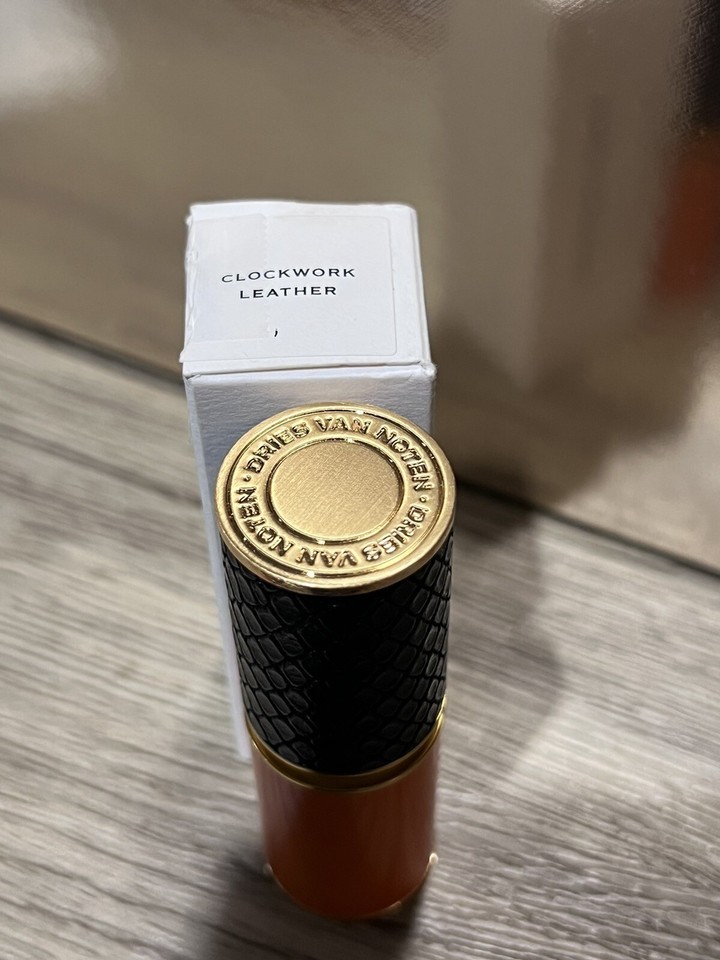 CLOCKWORK
LEATHER
DRIES VAN NOTEN · DRIES VAN NOTEN ·